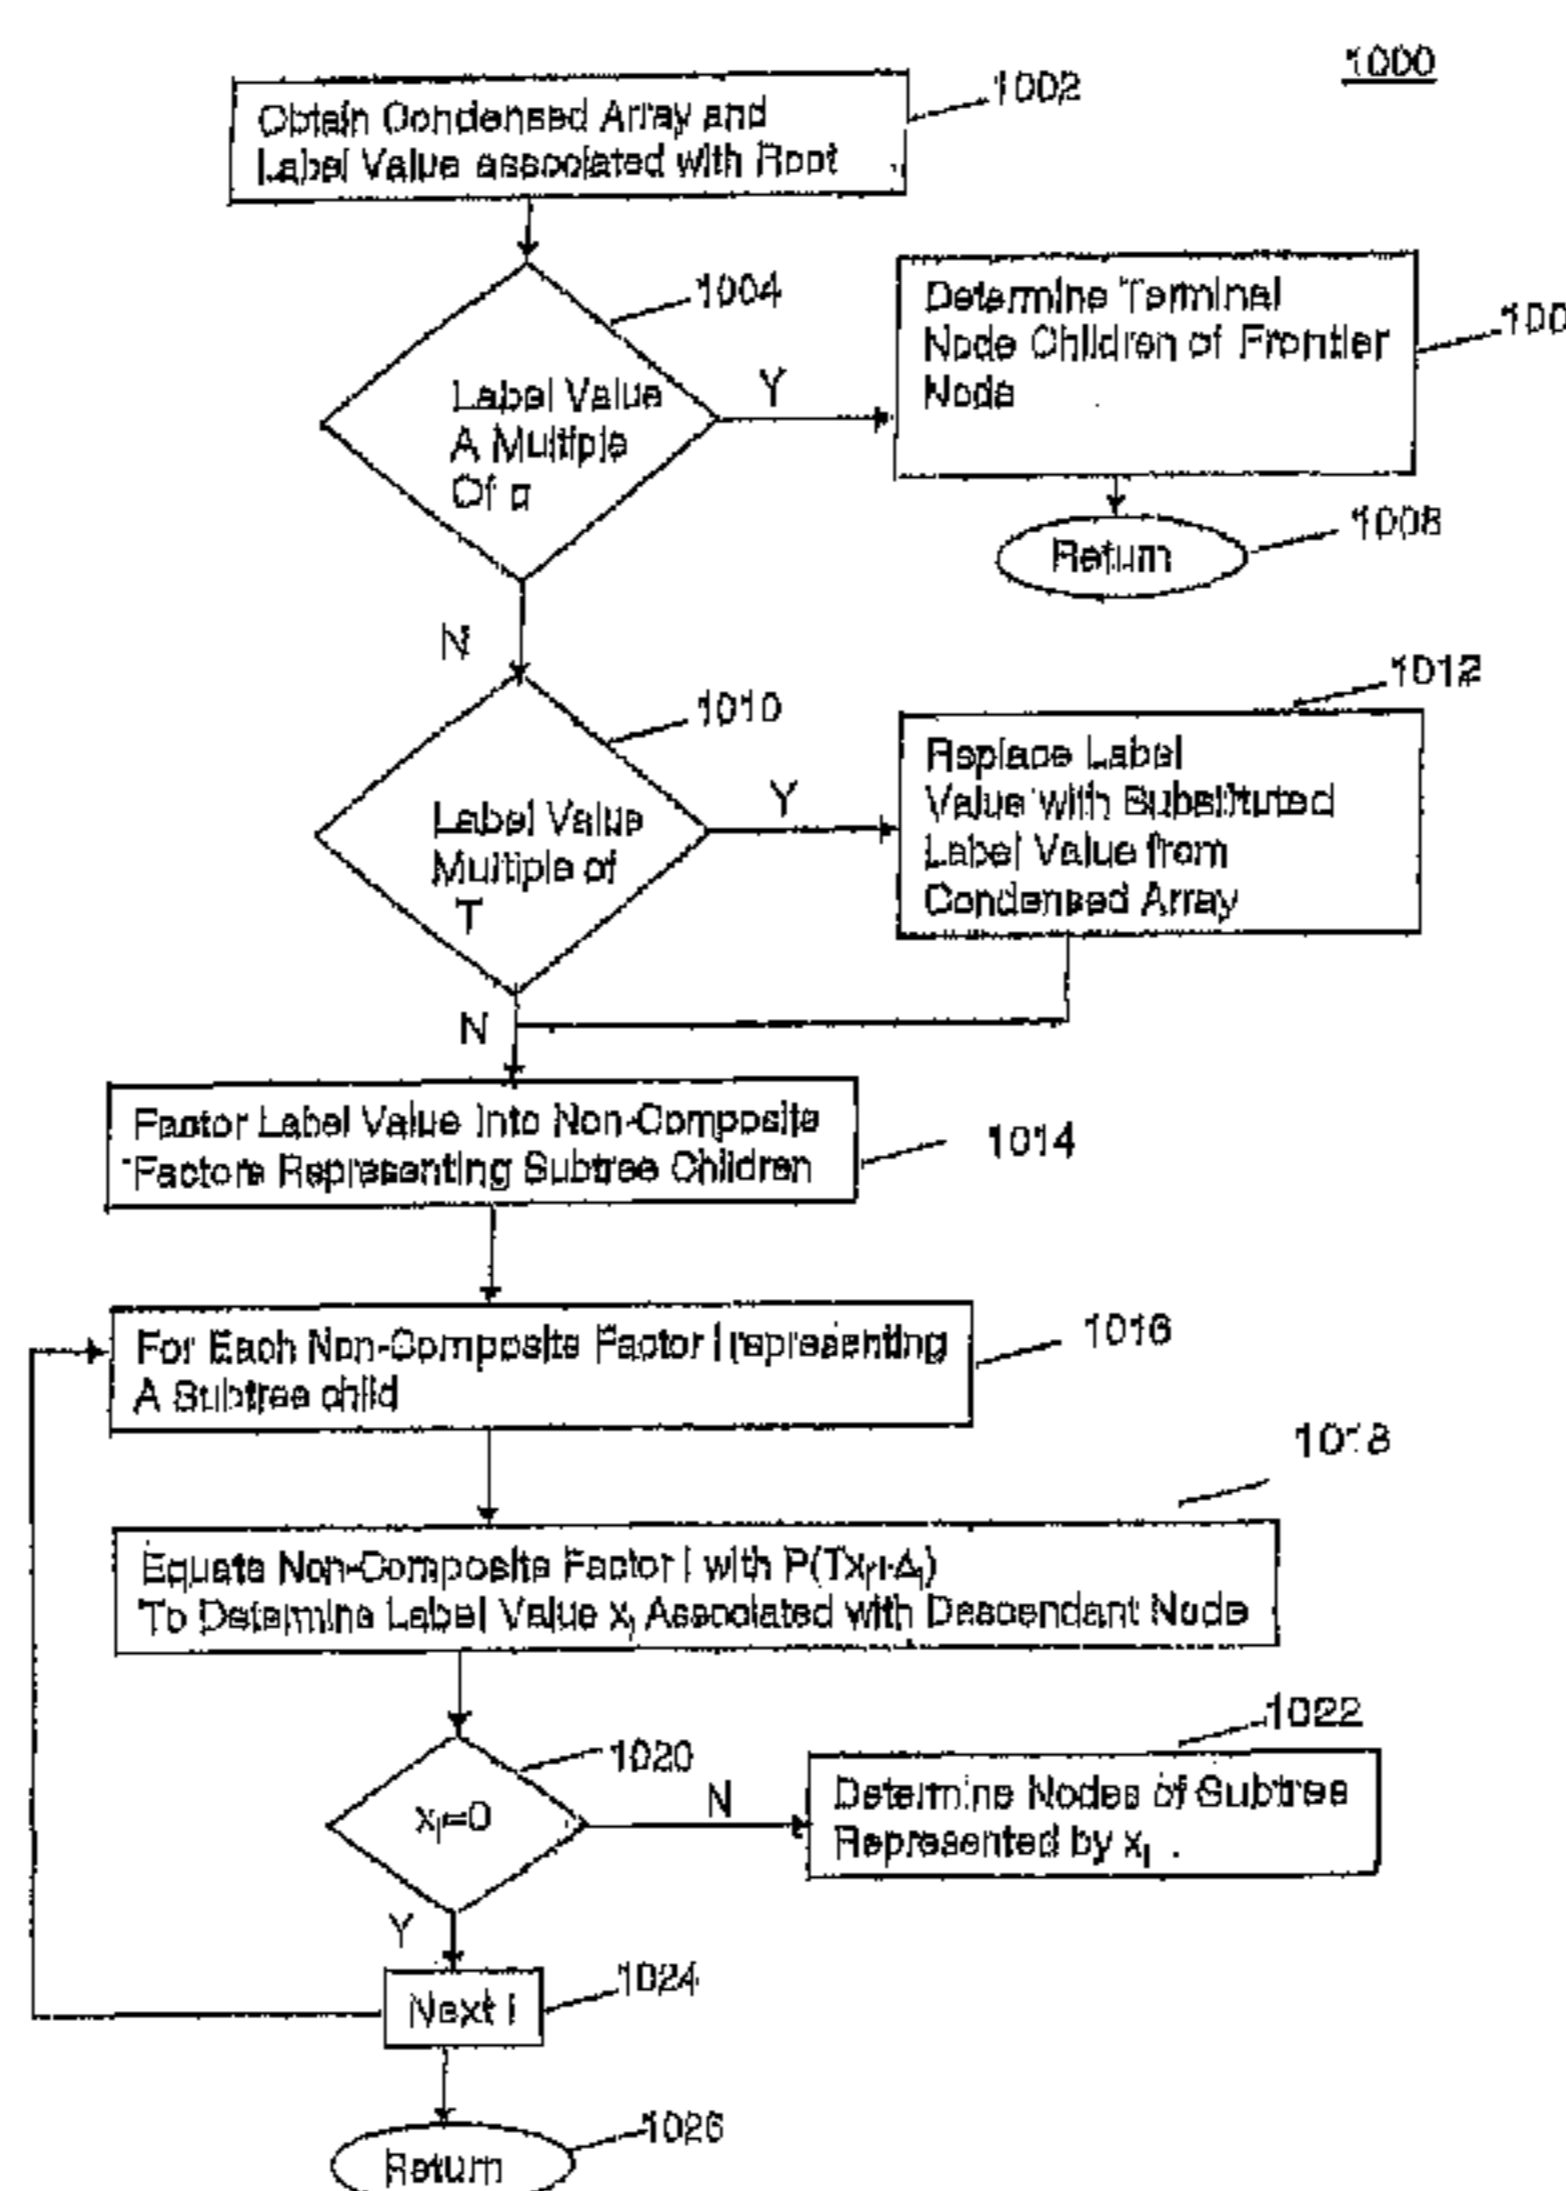 1000
Obtain Condensed Array and
Label Value associated with Root
1002
1004
Label Value
A Multiple
Of
Y
Determine Terminal
Node Children of Frontier
Node
100
Return
1008
N
1010
Label Value
Multiple of
T
Y
1012
Replace Label
Value with Substituted
Label Value from
Condensed Array
N
Factor Label Value Into Non-Composite
Factors Representing Subtree Children
1014
For Each Non-Composite Factor i representing
A Subtree child
1016
1018
Equate Non-Composite Factor i with
To Determine Label Value xi Associated with Descendant Node
1020
xi=0
N
1022
Determine Nodes of Subtree
Represented by xi .
Y
Next i
1024
Return
1026